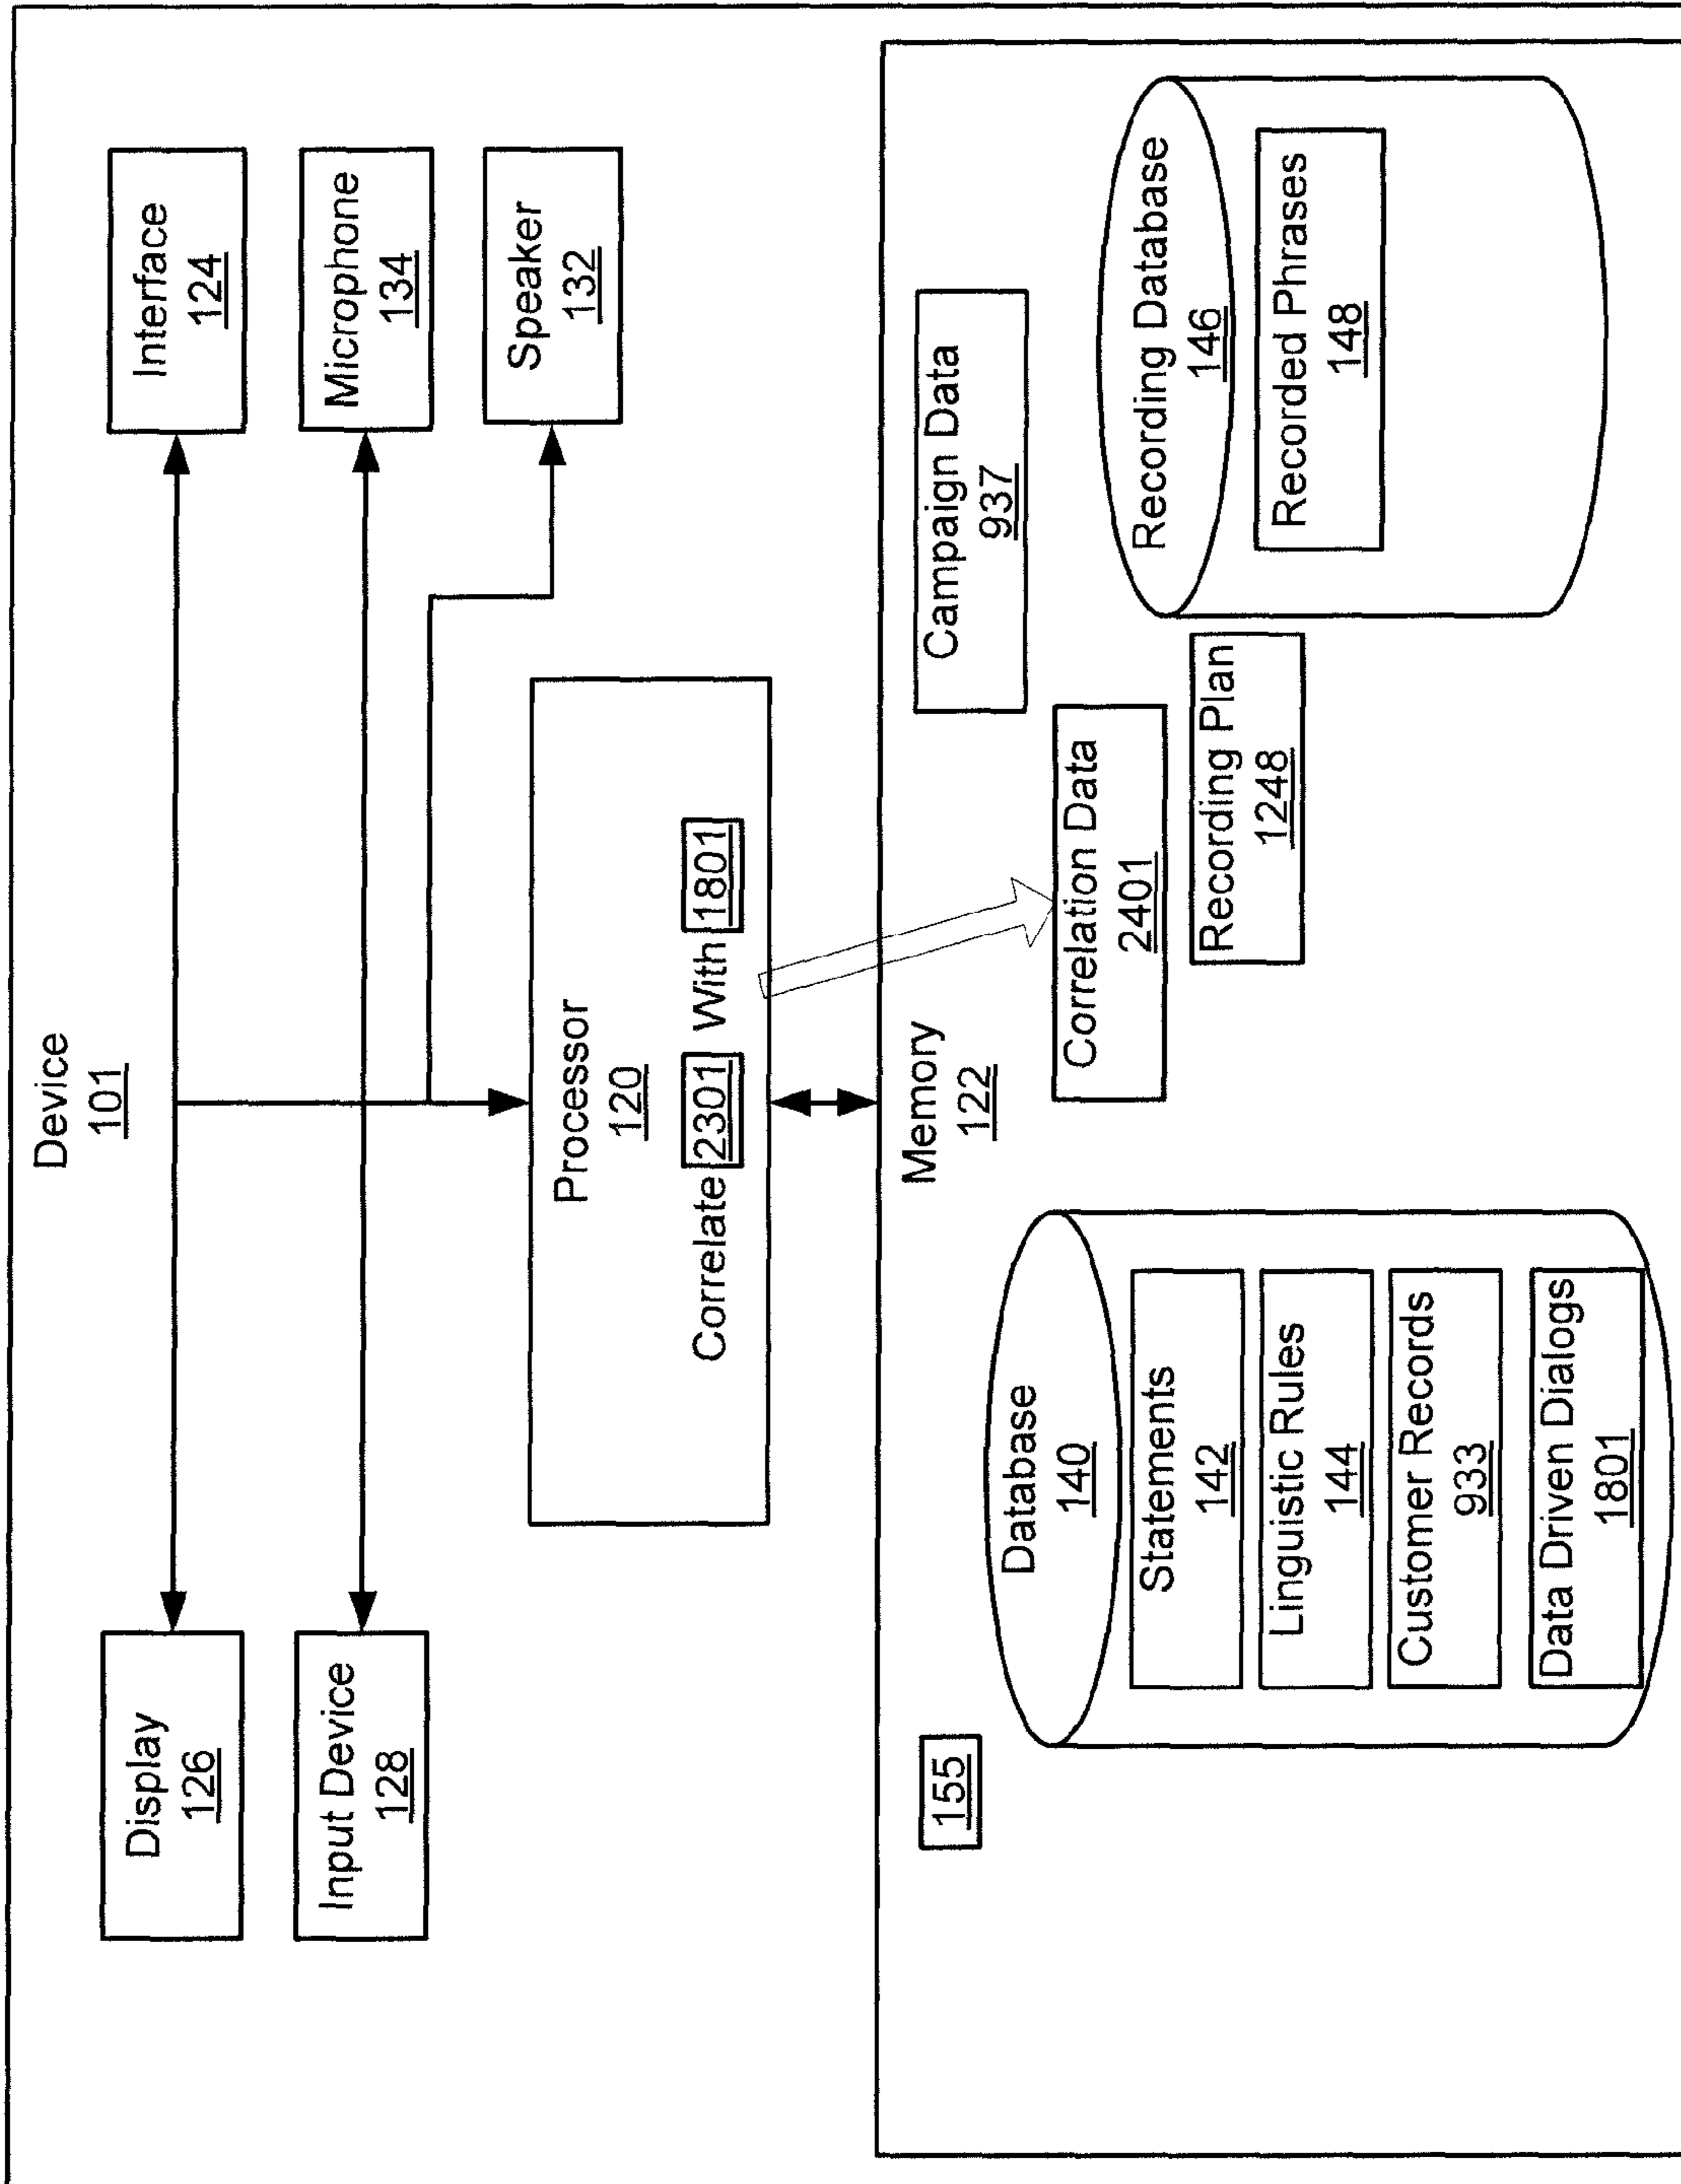 Device
101
Display
126
Interface
124
Input Device
128
Microphone
134
Speaker
132
Processor
120
Correlate 2301 With 1801
Memory
122
155
Database
140
Statements
142
Linguistic Rules
144
Customer Records
933
Data Driven Dialogs
1801
Campaign Data
937
Correlation Data
2401
Recording Plan
1248
Recording Database
146
Recorded Phrases
148